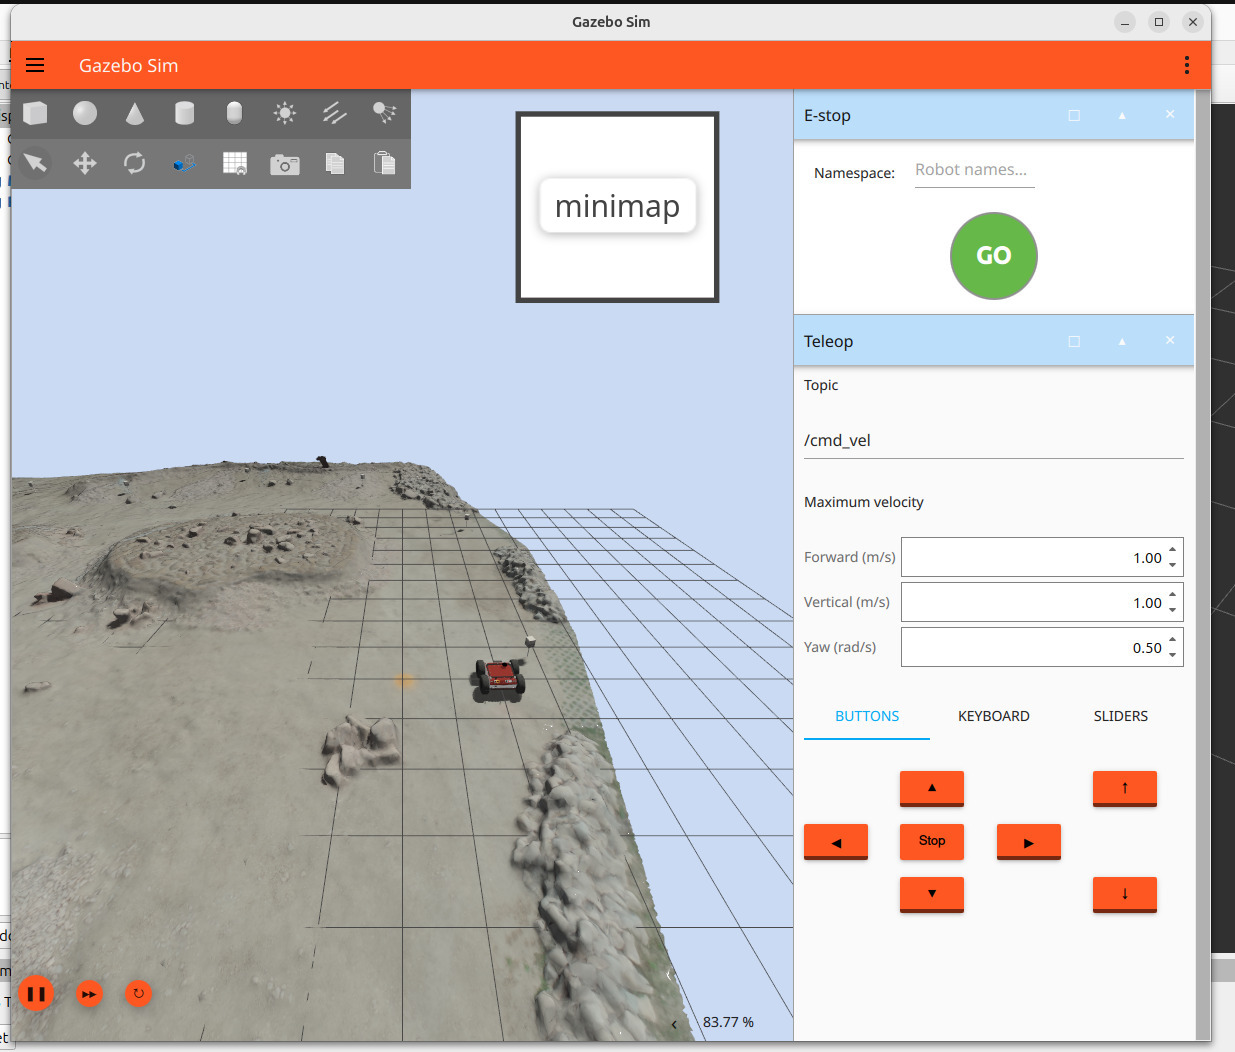 Gazebo Sim
Gazebo Sim
minimap
E-stop
Namespace: Robot names...
GO
Teleop
Topic
/cmd_vel
Maximum velocity
Forward (m/s) 1.00
Vertical (m/s) 1.00
Yaw (rad/s) 0.50
BUTTONS KEYBOARD SLIDERS
Stop
83.77 %